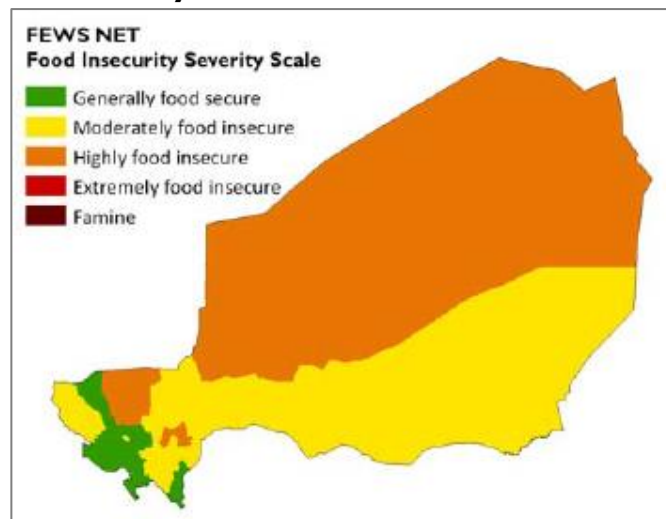 FEWS NET
Food Insecurity Severity Scale
Generally food secure
Moderately food insecure
Highly food insecure
Extremely food insecure
Famine